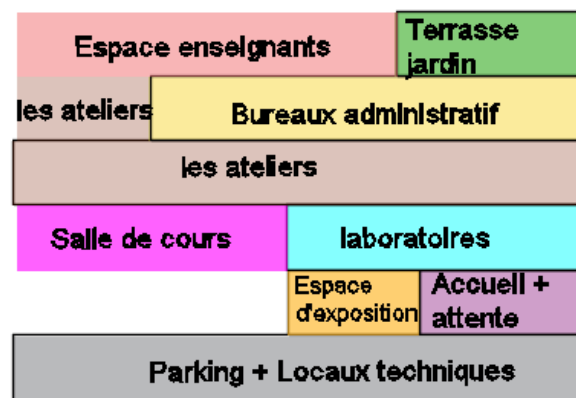 Espace enseignants
Terrasse
jardin
les ateliers
Bureaux administratif
les ateliers
Salle de cours
laboratoires
Espace
d'exposition
Accueil +
attente
Parking + Locaux techniques